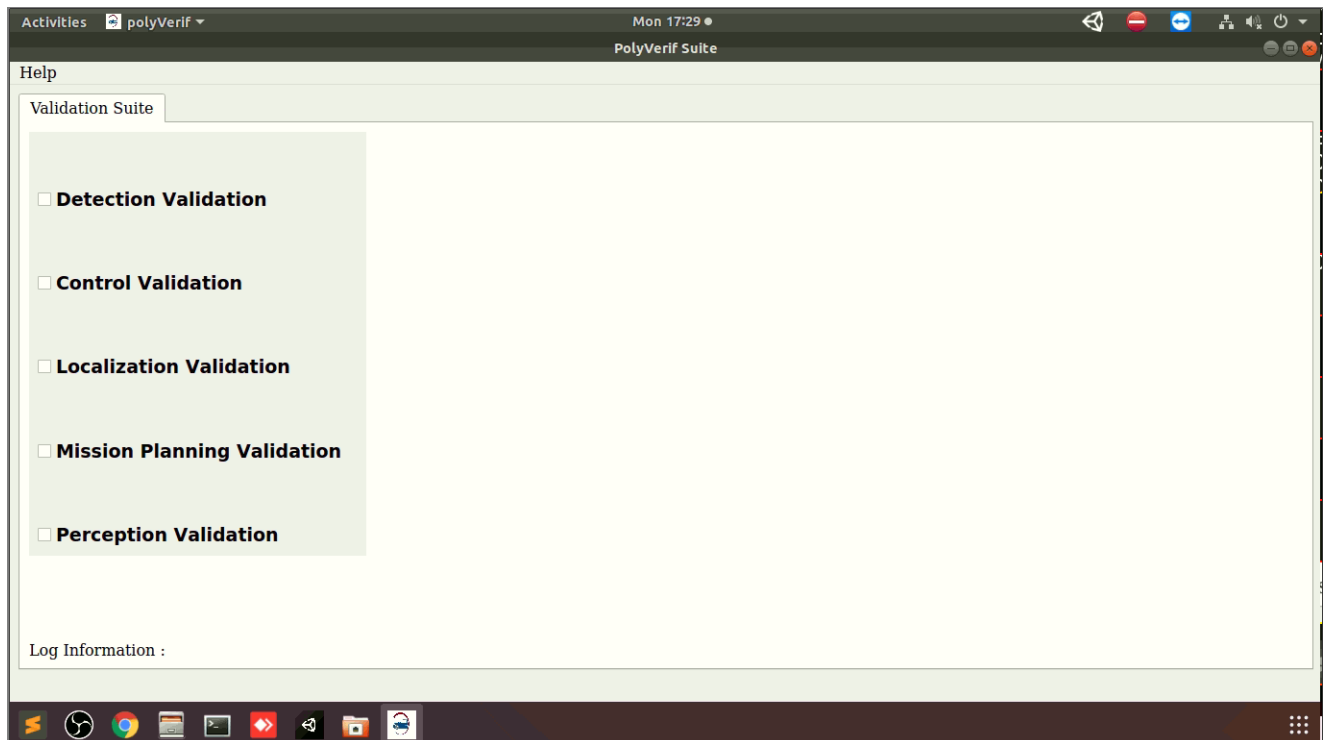 Activities polyVerif Mon 17:29
PolyVerif Suite
Help
Validation Suite
Detection Validation
Control Validation
Localization Validation
Mission Planning Validation
Perception Validation
Log Information :